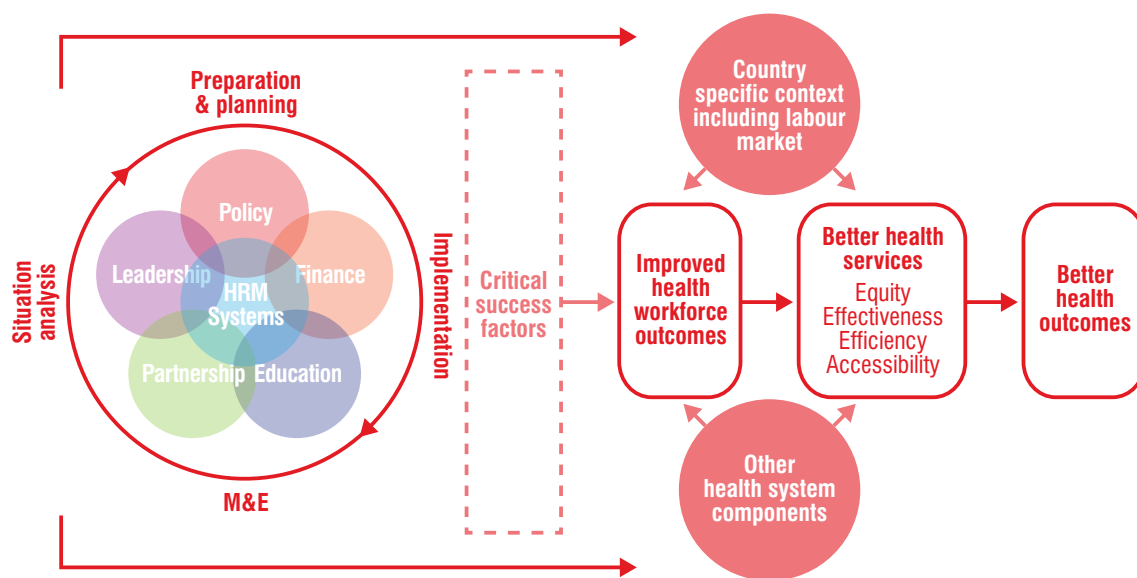 Preparation
& planning
Situation
analysis
Policy
Leadership
Finance
HRM
Systems
Partnership
Education
Implementation
M&E
Critical
success
factors
Country
specific context
including labour
market
Improved
health
workforce
outcomes
Better health
services
Equity
Effectiveness
Efficiency
Accessibility
Better
health
outcomes
Other
health system
components